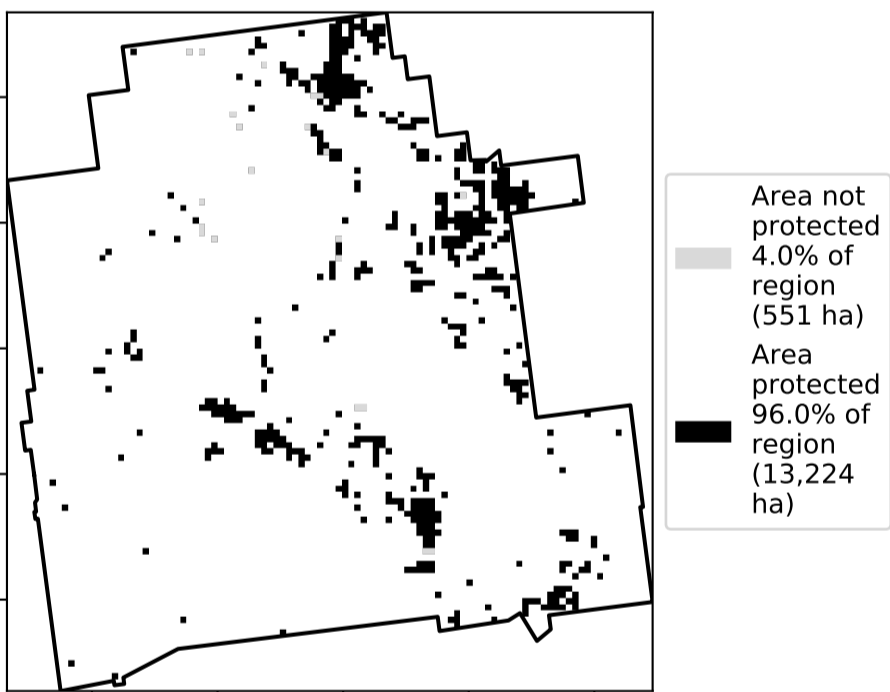 Area not
protected
4.0% of
region
(551 ha)
Area
protected
96.0% of
region
(13,224
ha)